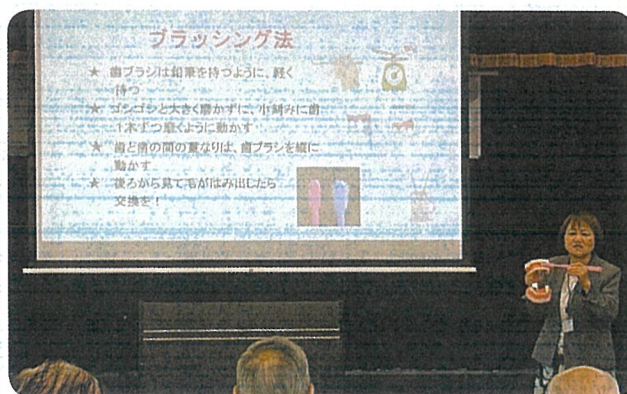 ブラッシング法
★ 歯ブラシは鉛筆を持つように、軽く
持つ
★ ゴシゴシと大きく磨かずに、小刻みに歯
1本ずつ磨くように動かす
★ 歯と歯の間の重なりは、歯ブラシを縦に
動かす
★ 後ろから見て毛がはみ出したら
交換を!